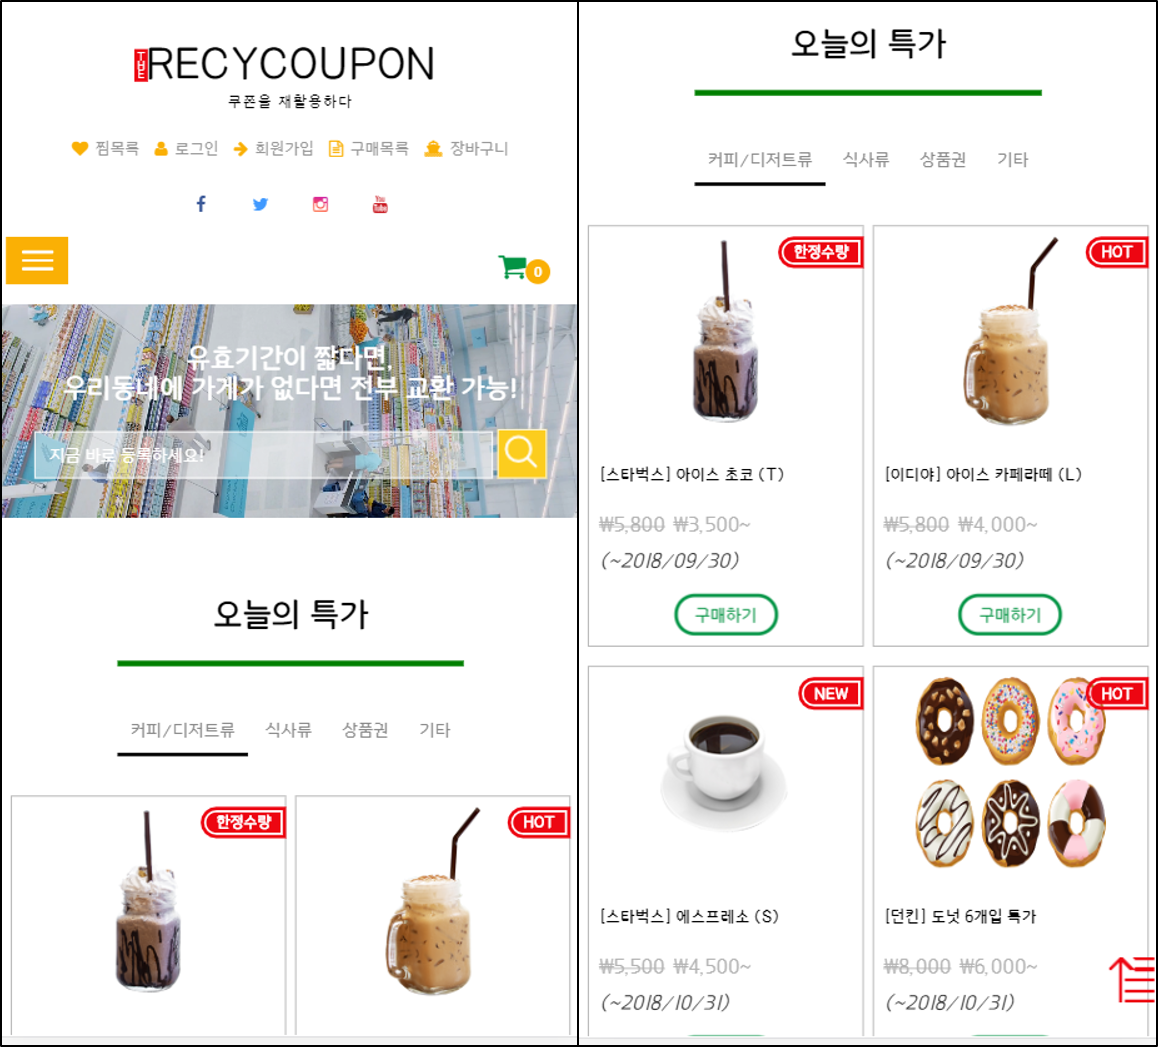 THE RECYCOUPON
쿠폰을 재활용하다
찜목록 로그인 회원가입 구매목록 장바구니
You Tube
0
유효기간이 짧다면,
우리동네에 가게가 없다면 전부 교환 가능!
지금 바로 등록하세요!
오늘의 특가
커피/디저트류 식사류 상품권 기타
한정수량 HOT
오늘의 특가
커피/디저트류 식사류 상품권 기타
한정수량 HOT
[스타벅스] 아이스 초코 (T)
₩5,800 ₩3,500~
(~2018/09/30)
구매하기
[이디야] 아이스 카페라떼 (L)
₩5,800 ₩4,000~
(~2018/09/30)
구매하기
NEW
[스타벅스] 에스프레소 (S)
₩5,500 ₩4,500~
(~2018/10/31)
HOT
[던킨] 도넛 6개입 특가
₩8,000 ₩6,000~
(~2018/10/31)